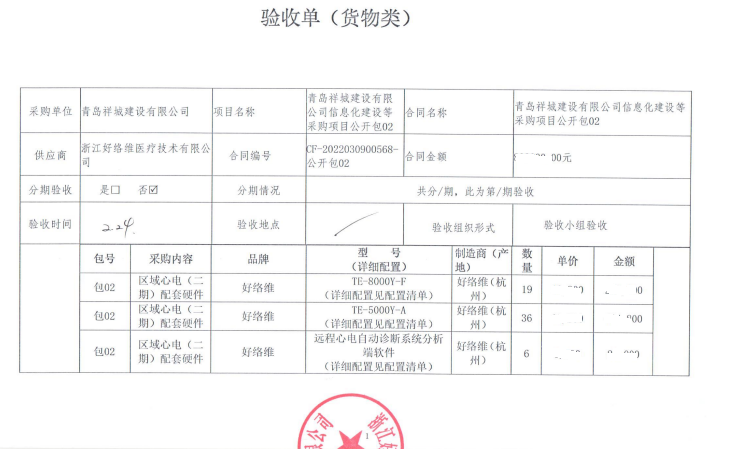 验收单（货物类）
采购单位 青岛祥城建设有限公司 项目名称 青岛祥城建设有限公司信息化建设等采购项目公开包02 合同名称 青岛祥城建设有限公司信息化建设等采购项目公开包02
供应商 浙江好络维医疗技术有限公司 合同编号 CF-2022030900568-公开包02 合同金额 00元
分期验收 是□ 否☑ 分期情况 共分/期，此为第/期验收
验收时间 2.24. 验收地点 / 验收组织形式 验收小组验收
包号 采购内容 品牌 型号（详细配置） 制造商（产地） 数量 单价 金额
包02 区域心电（二期）配套硬件 好络维 TE-8000Y-F（详细配置见配置清单） 好络维(杭州） 19
包02 区域心电（二期）配套硬件 好络维 TE-5000Y-A（详细配置见配置清单） 好络维(杭州） 36
包02 区域心电（二期）配套硬件 好络维 远程心电自动诊断系统分析端软件（详细配置见配置清单） 好络维(杭州） 6
限公司 浙江
1